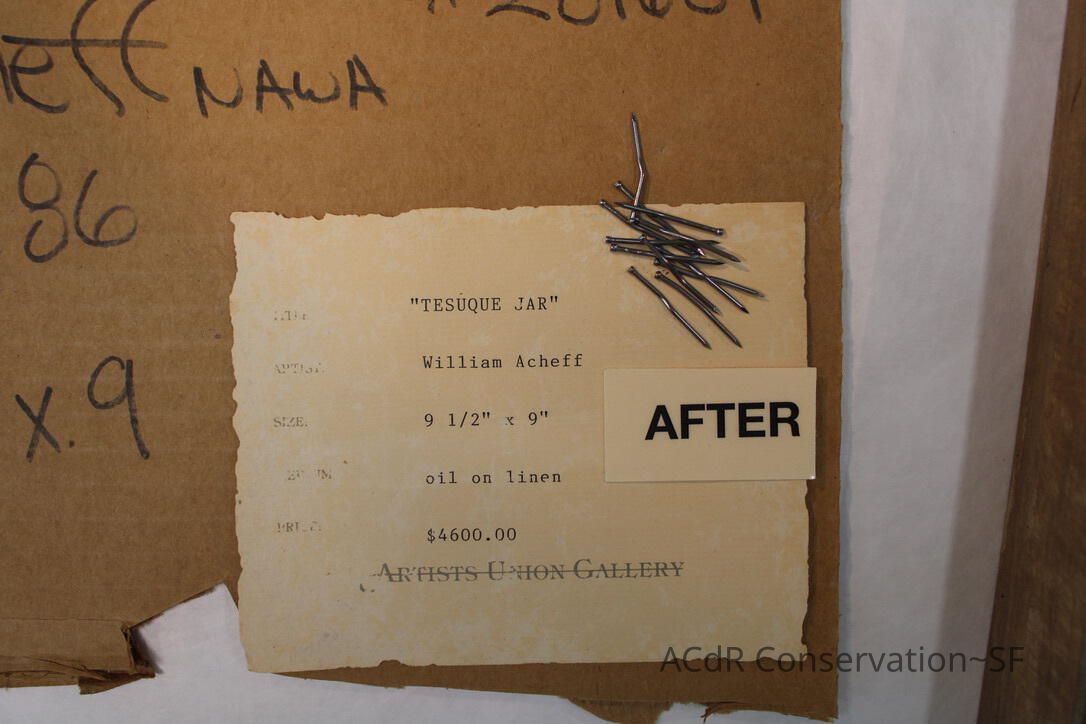 NAWA
86
x.9
"TESUQUE JAR"
William Acheff
SIZE: 9 1/2" x 9"
oil on linen
$4600.00
ARTISTS UNION GALLERY
AFTER
ACdR Conservation~SF